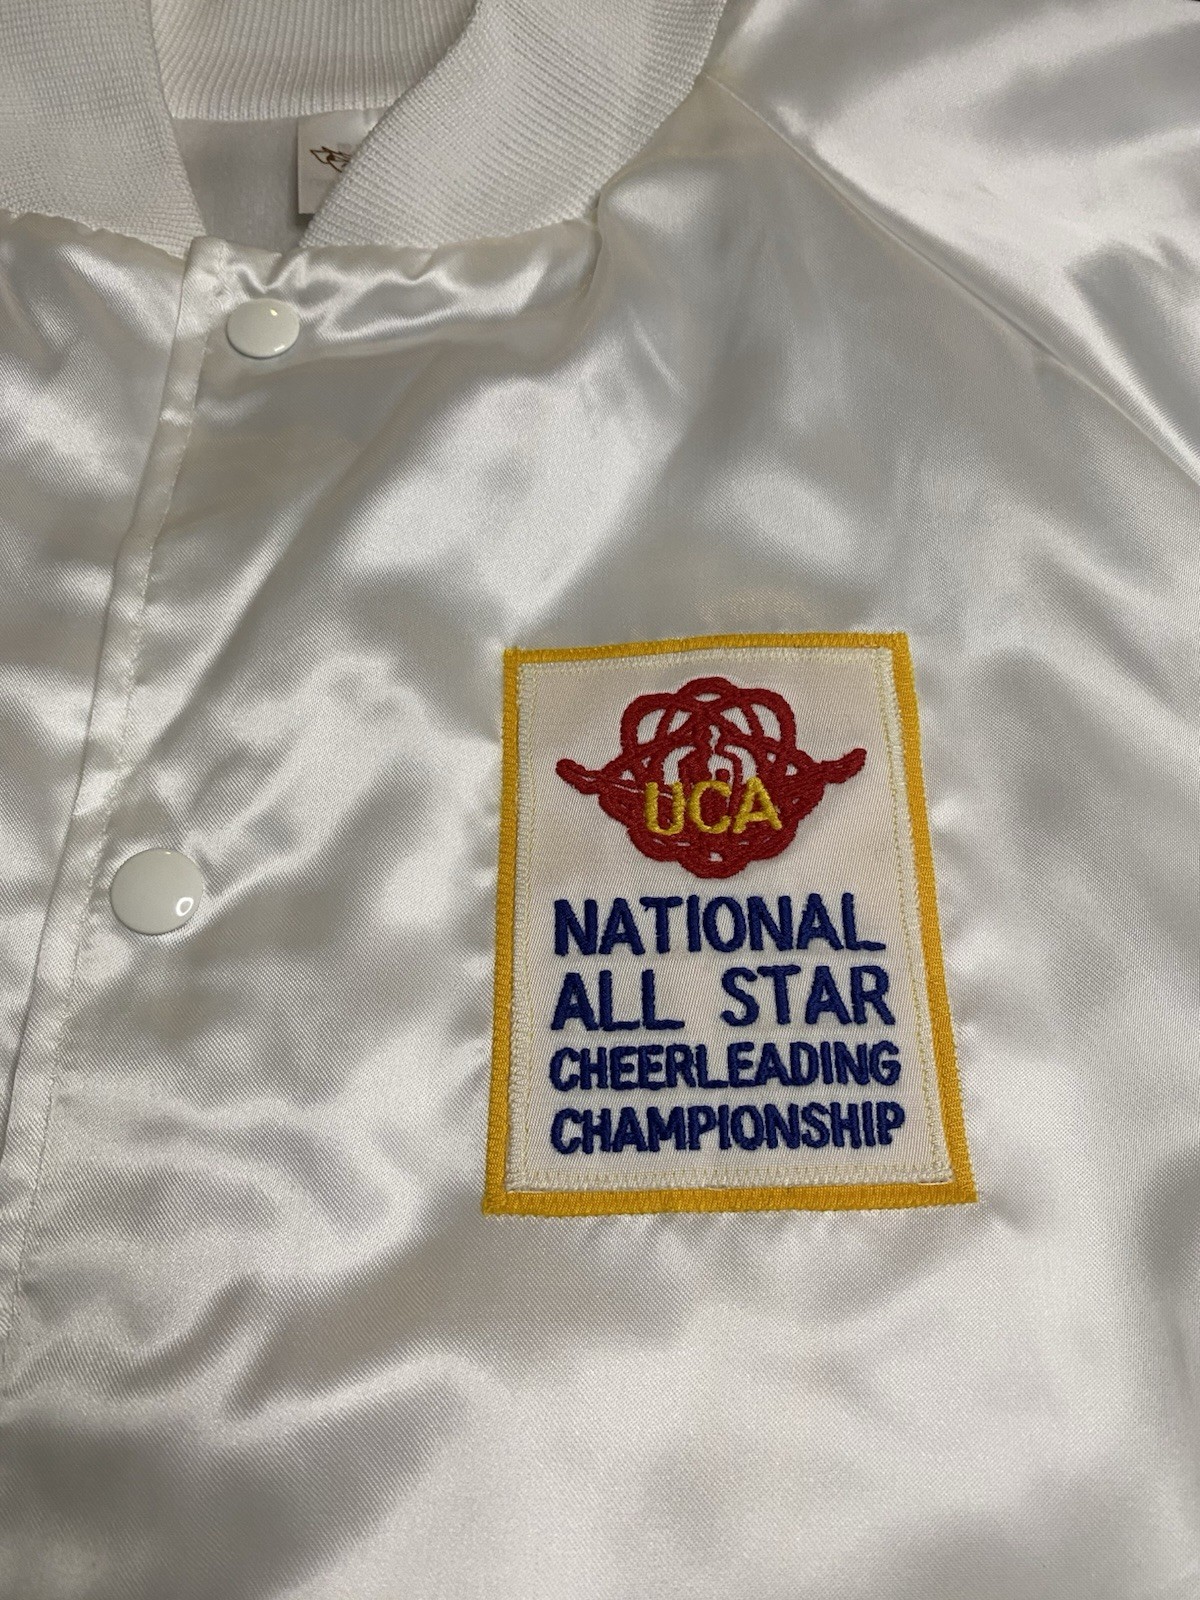 UCA
NATIONAL
ALL STAR
CHEERLEADING
CHAMPIONSHIP